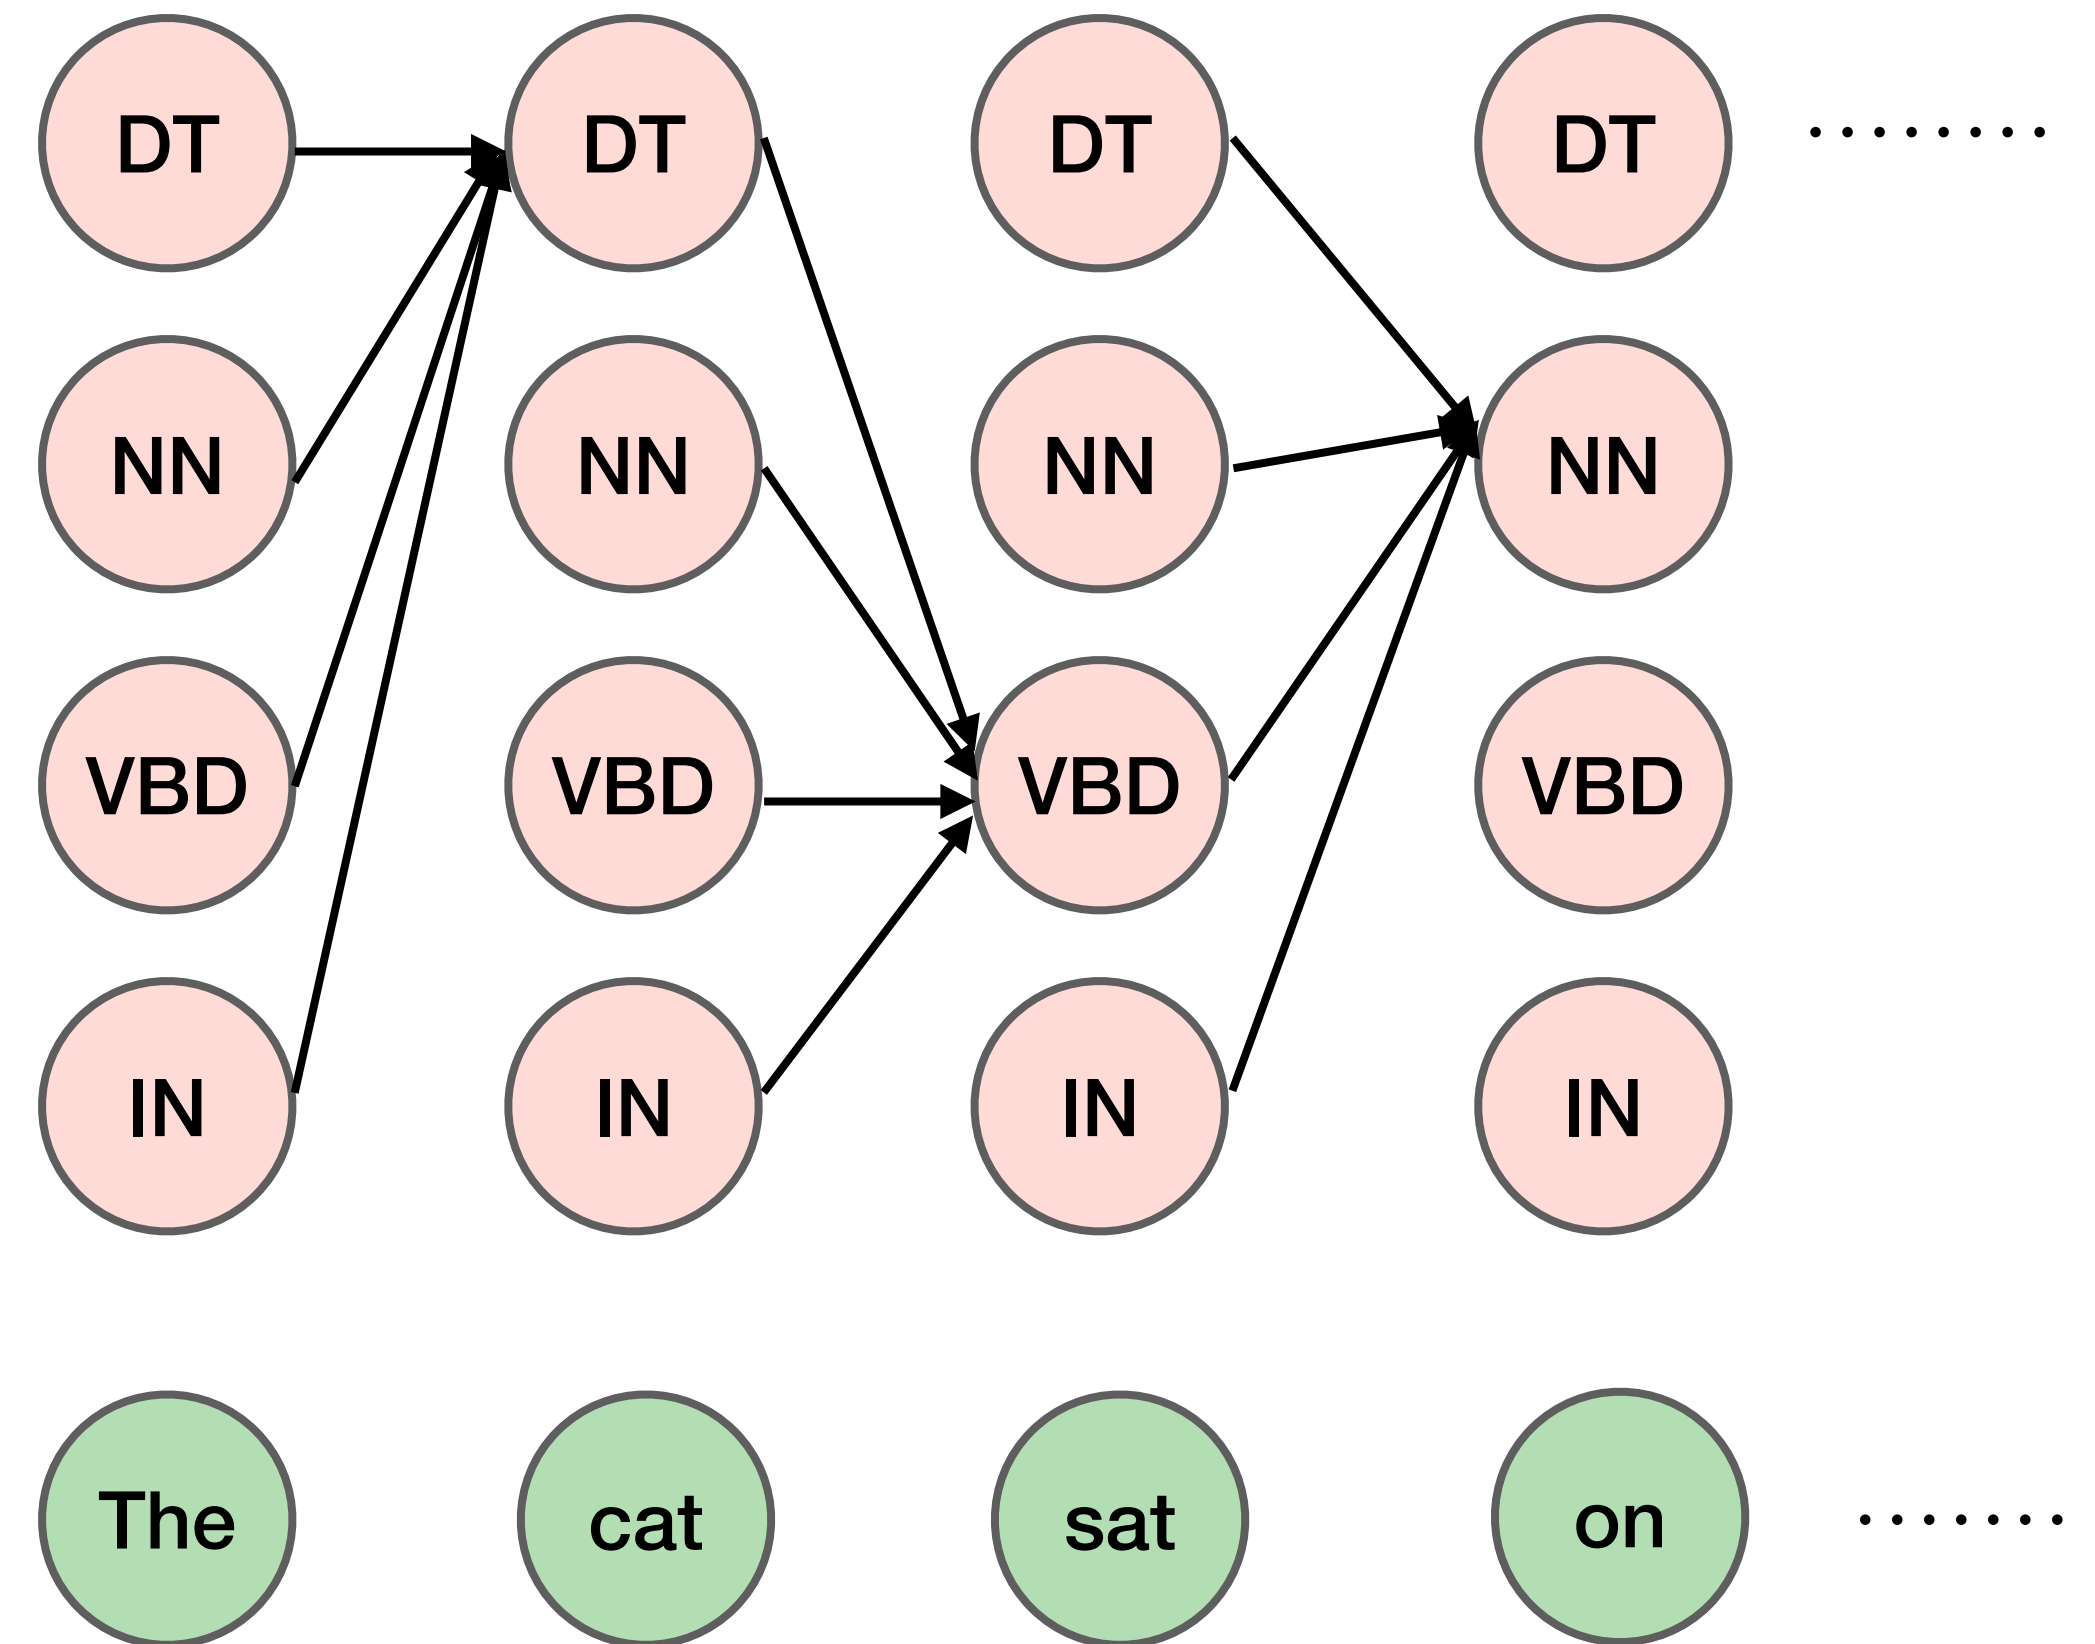 DT DT DT DT ........
NN NN NN NN
VBD VBD VBD VBD
IN IN IN IN
The cat sat on .......